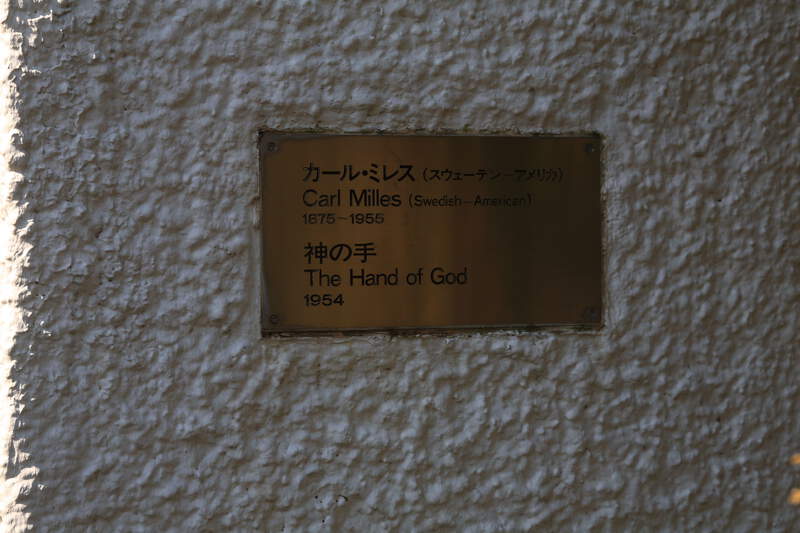 カール・ミレス (スウェーデン－アメリカ)
Carl Milles (Swedish－American)
1875～1955
神の手
The Hand of God
1954